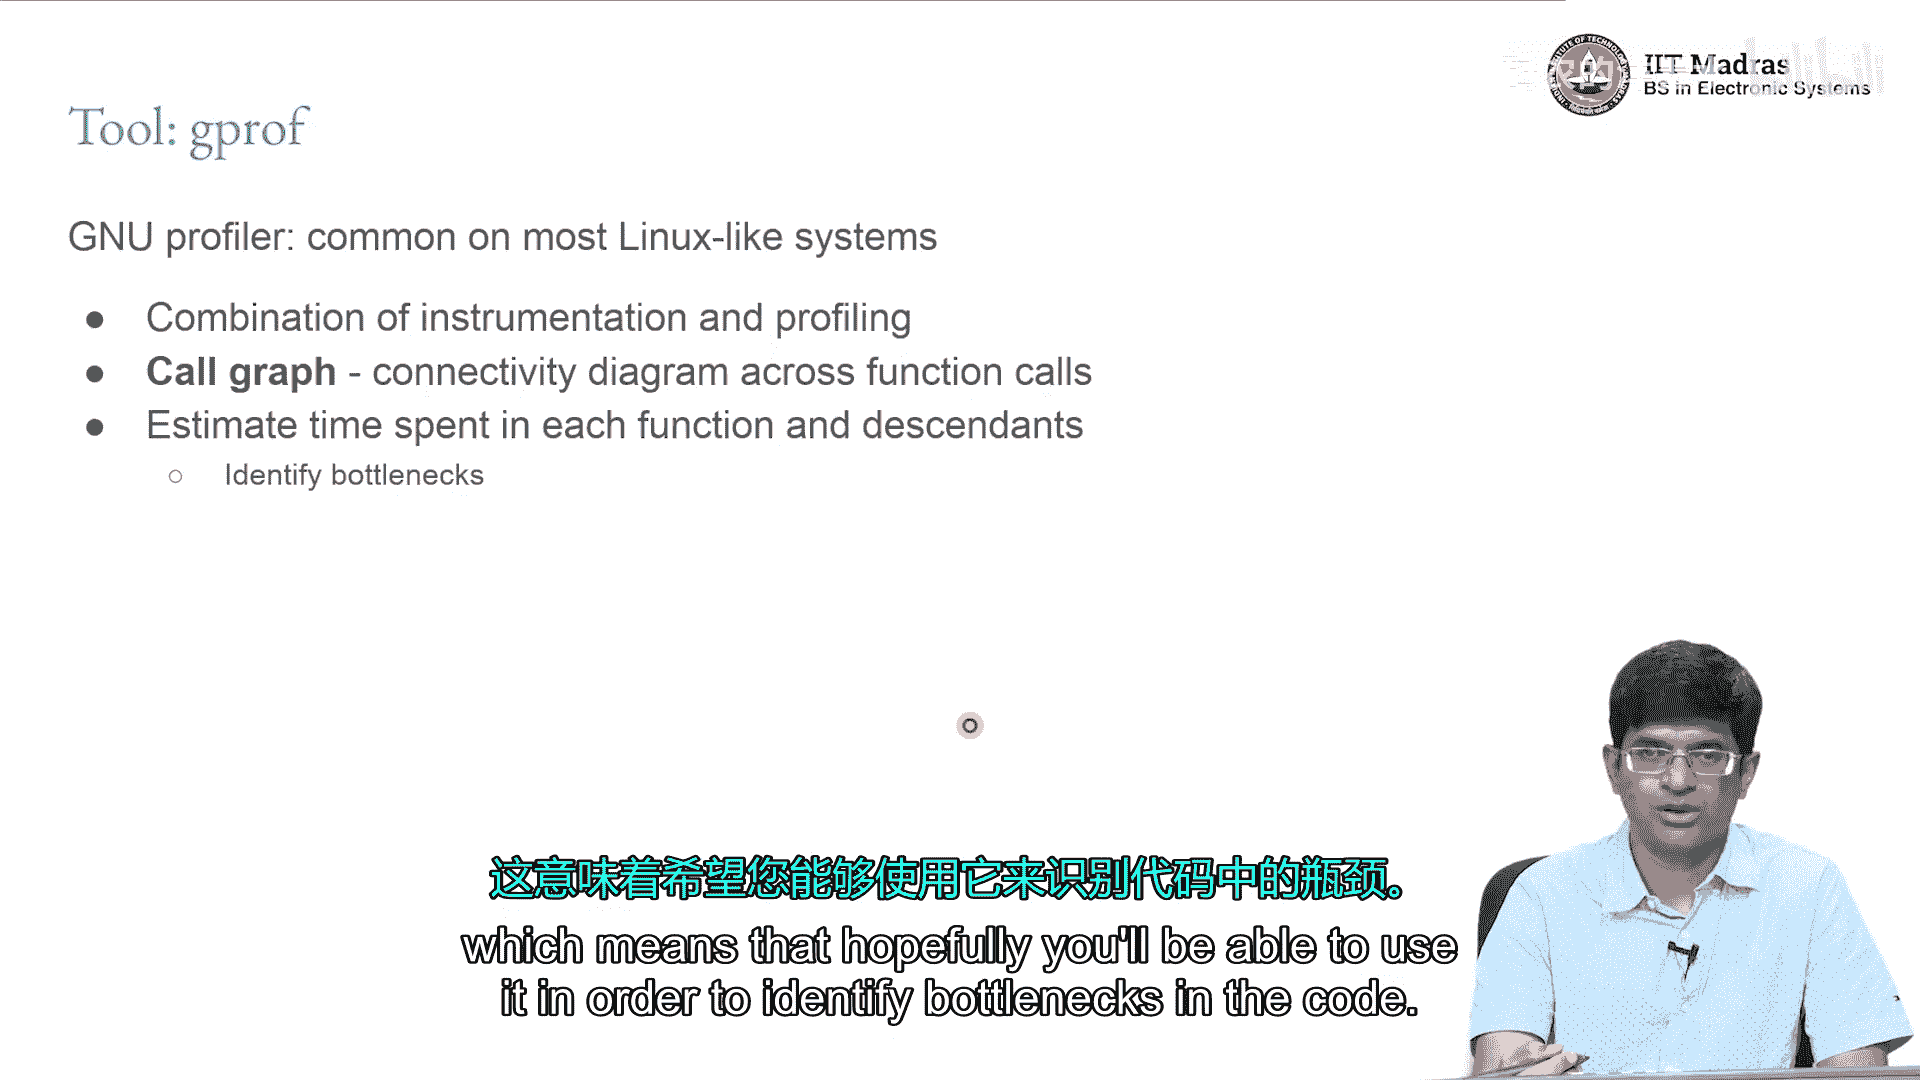 IIT Madras
BS in Electronic Systems
Tool: gprof
GNU profiler: common on most Linux-like systems
● Combination of instrumentation and profiling
● Call graph - connectivity diagram across function calls
● Estimate time spent in each function and descendants
○ Identify bottlenecks
这意味着希望您能够使用它来识别代码中的瓶颈。
which means that hopefully you'll be able to use
it in order to identify bottlenecks in the code.